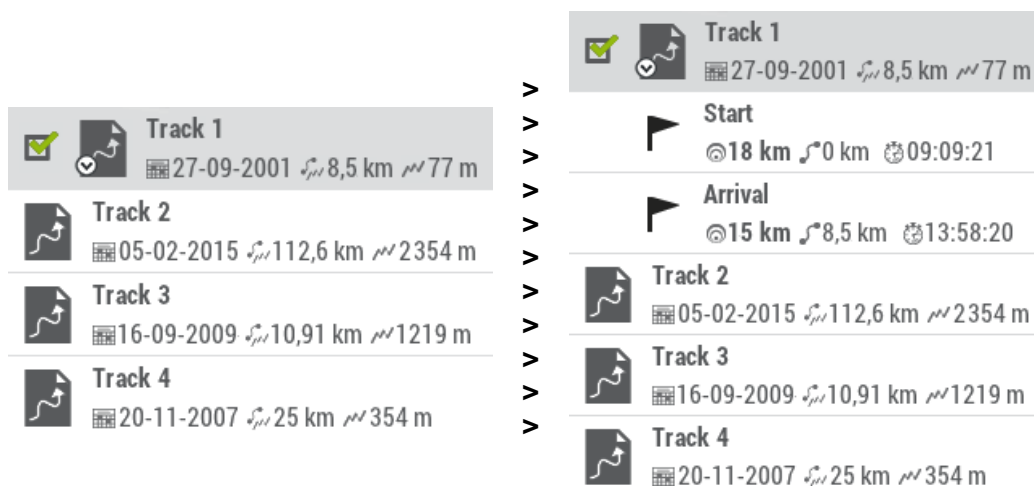 Track 1
27-09-2001 8,5 km 77 m
Track 2
05-02-2015 112,6 km 2354 m
Track 3
16-09-2009 10,91 km 1219 m
Track 4
20-11-2007 25 km 354 m
>
>
>
>
>
>
>
>
>
>
>
Track 1
27-09-2001 8,5 km 77 m
Start
18 km 0 km 09:09:21
Arrival
15 km 8,5 km 13:58:20
Track 2
05-02-2015 112,6 km 2354 m
Track 3
16-09-2009 10,91 km 1219 m
Track 4
20-11-2007 25 km 354 m